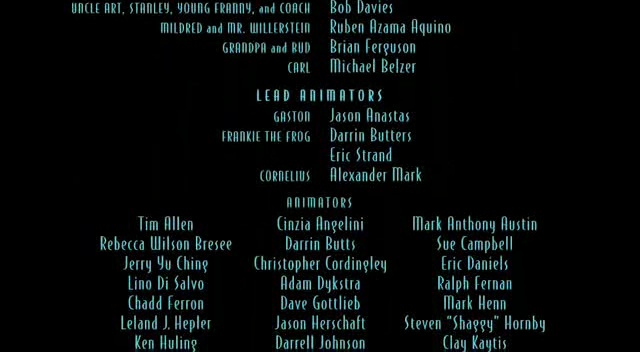 UNCLE ART, STANLEY, YOUNG FRANNY, and COACH Bob Davies
MILDRED and MR. WILLERSTEIN Ruben Azama Aquino
GRANDPA and BUD Brian Ferguson
CARL Michael Belzer
LEAD ANIMATORS
GASTON Jason Anastas
FRANKIE THE FROG Darrin Butters
Eric Strand
CORNELIUS Alexander Mark
ANIMATORS
Tim Allen Cinzia Angelini Mark Anthony Austin
Rebecca Wilson Bresee Darrin Butts Sue Campbell
Jerry Yu Ching Christopher Cordingley Eric Daniels
Lino Di Salvo Adam Dykstra Ralph Fernan
Chadd Ferron Dave Gottlieb Mark Henn
Leland J. Hepler Jason Herschaft Steven "Shaggy" Hornby
Ken Huling Darrell Johnson Clay Kaytis